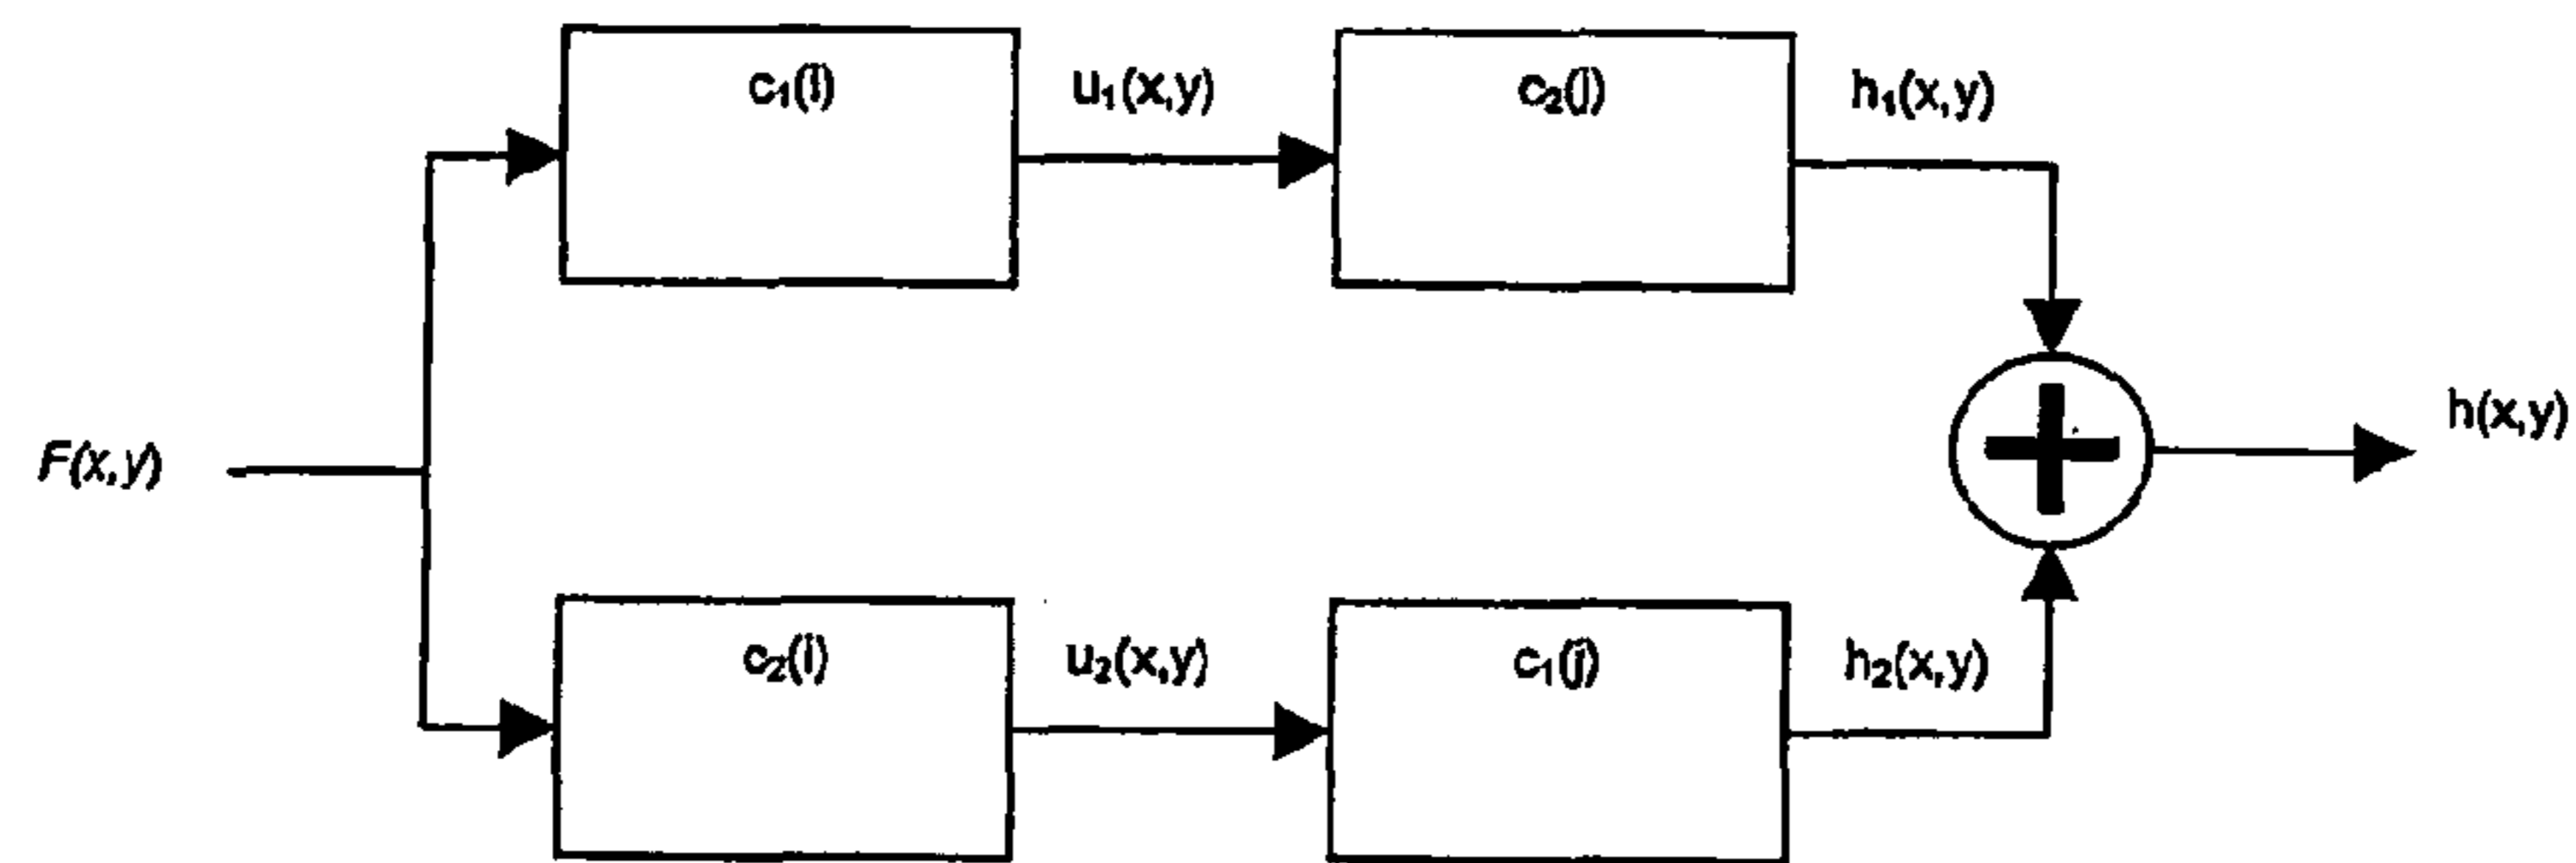 c₁(i)
u₁(x,y)
c₂(j)
h₁(x,y)
F(x,y)
h(x,y)
c₂(i)
u₂(x,y)
c₁(j)
h₂(x,y)